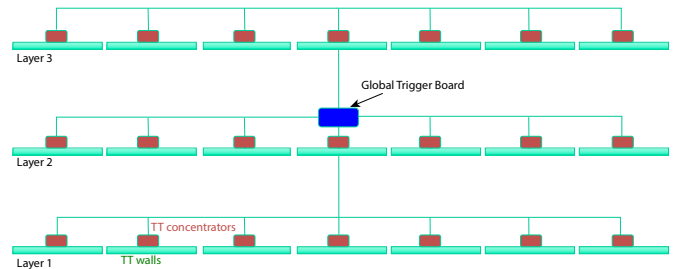 Layer 3
Global Trigger Board
Layer 2
TT concentrators
TT walls
Layer 1